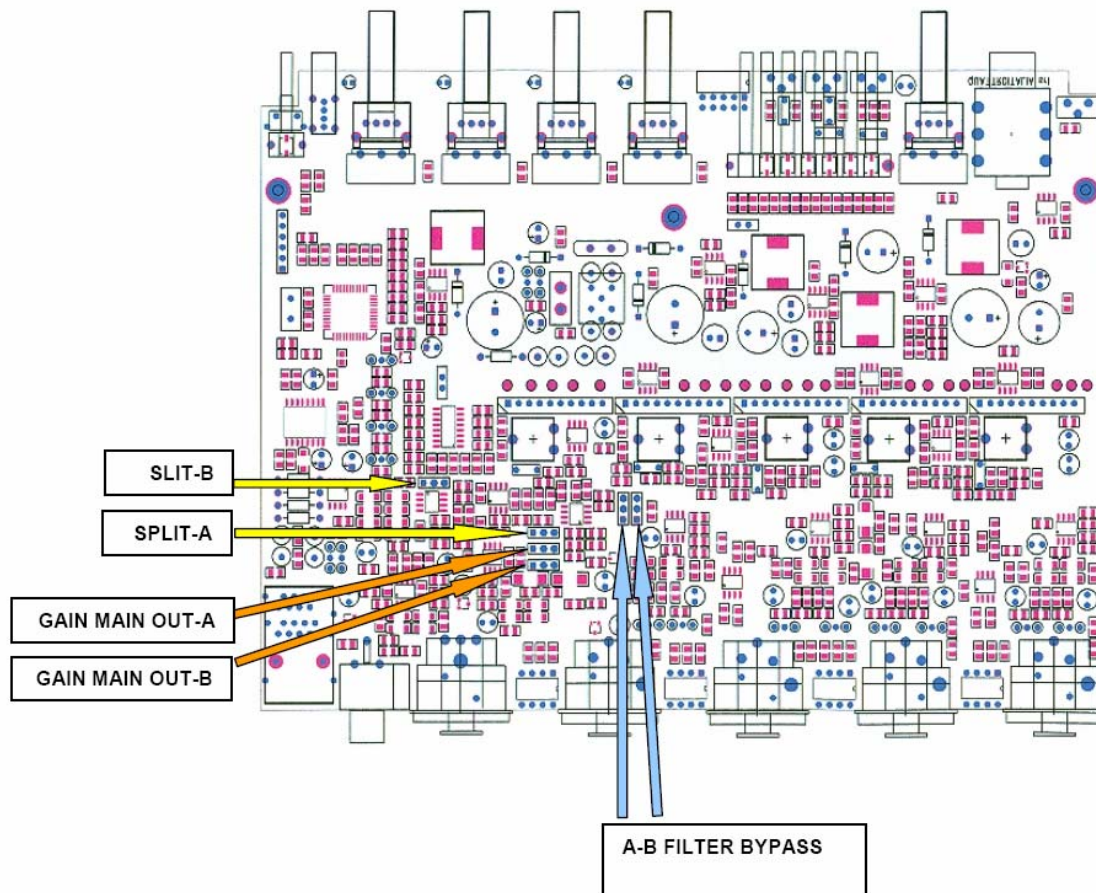 SLIT-B
SPLIT-A
GAIN MAIN OUT-A
GAIN MAIN OUT-B
A-B FILTER BYPASS